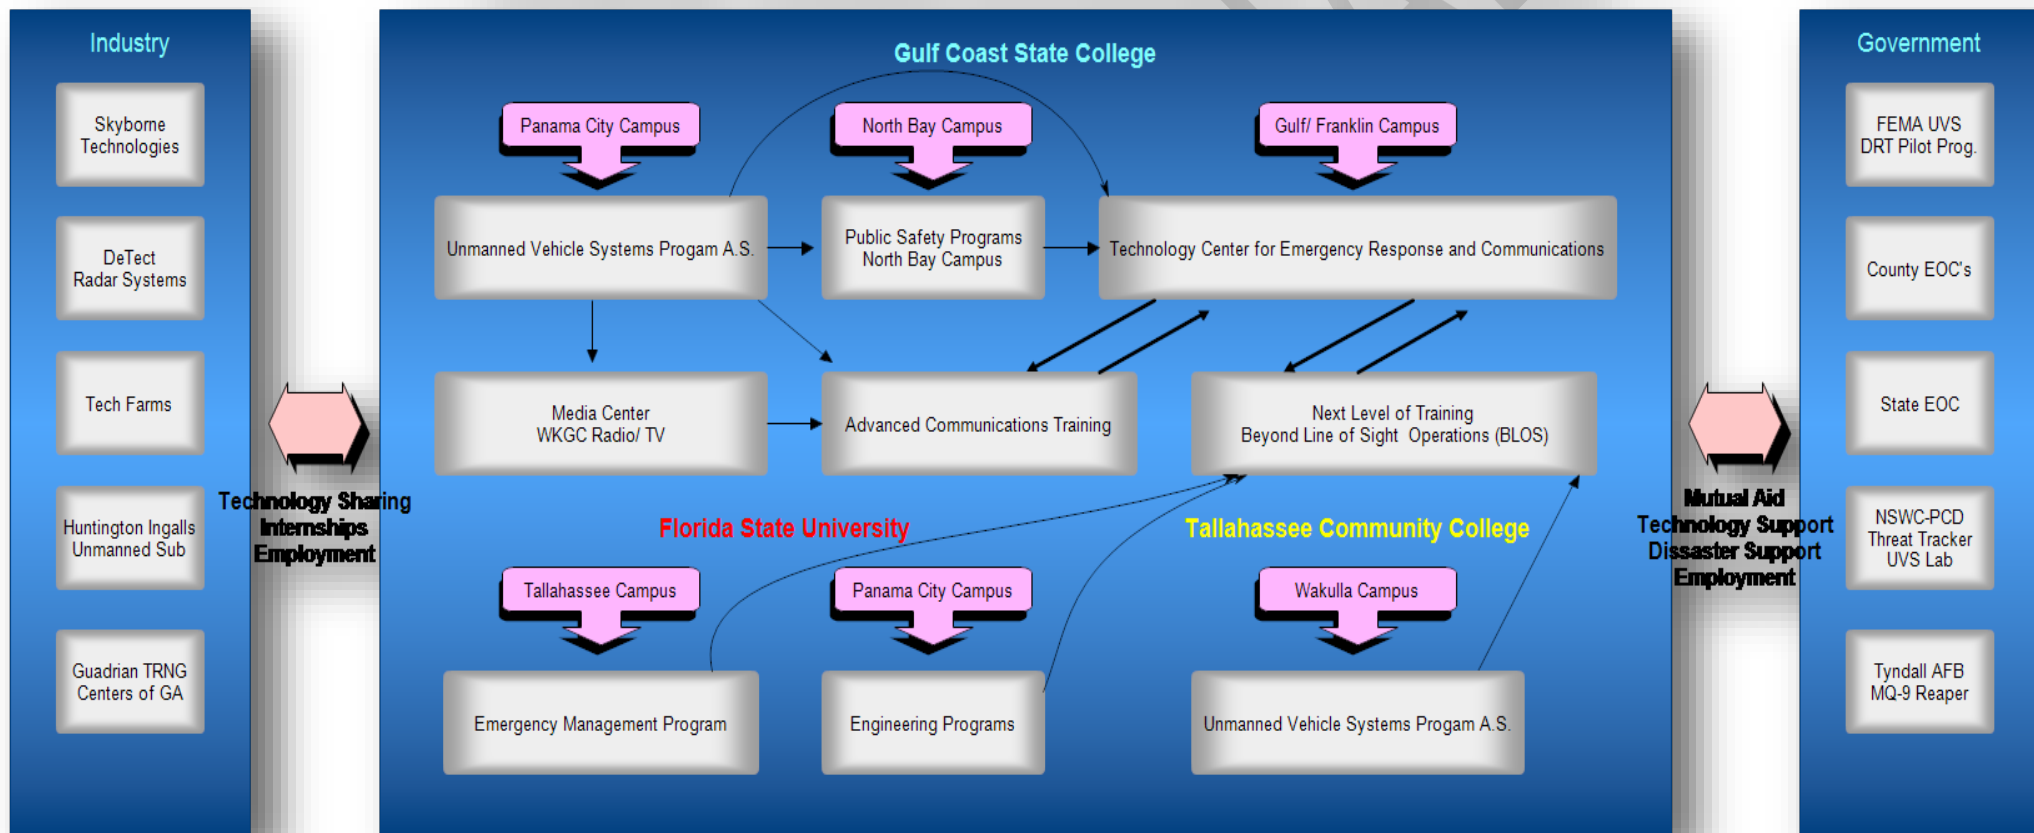 Industry
Skyborne
Technologies
DeTect
Radar Systems
Tech Farms
Huntington Ingalls
Unmanned Sub
Guadrian TRNG
Centers of GA
Technology Sharing
Internships
Employment
Gulf Coast State College
Panama City Campus
North Bay Campus
Gulf/ Franklin Campus
Unmanned Vehicle Systems Progam A.S.
Public Safety Programs
North Bay Campus
Technology Center for Emergency Response and Communications
Media Center
WKGC Radio/ TV
Advanced Communications Training
Next Level of Training
Beyond Line of Sight Operations (BLOS)
Florida State University
Tallahassee Community College
Tallahassee Campus
Panama City Campus
Wakulla Campus
Emergency Management Program
Engineering Programs
Unmanned Vehicle Systems Progam A.S.
Mutual Aid
Technology Support
Dissaster Support
Employment
Government
FEMA UVS
DRT Pilot Prog.
County EOC's
State EOC
NSWC-PCD
Threat Tracker
UVS Lab
Tyndall AFB
MQ-9 Reaper